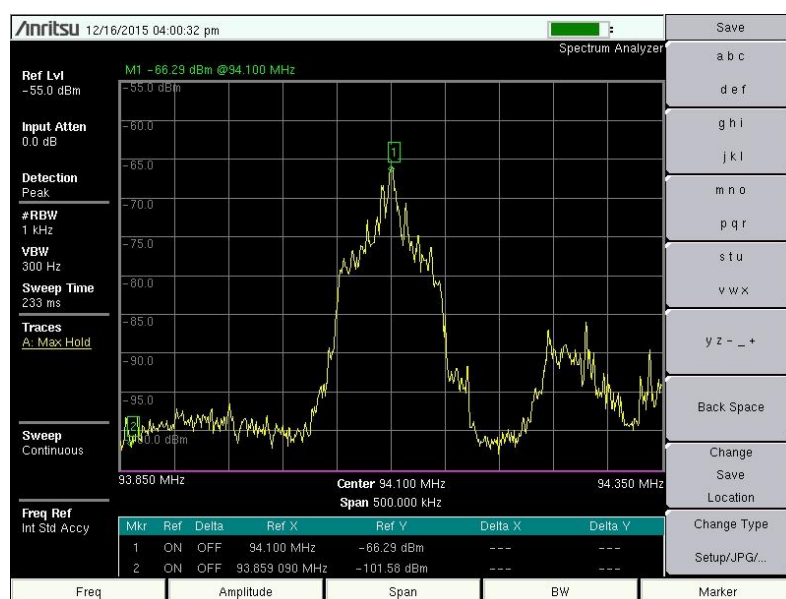 Anritsu 12/16/2015 04:00:32 pm
Save
Spectrum Analyzer
M1 -66.29 dBm @94.100 MHz
Ref Lvl
-55.0 dBm
Input Atten
0.0 dB
Detection
Peak
#RBW
1 kHz
VBW
300 Hz
Sweep Time
233 ms
Traces
A: Max Hold
Sweep
Continuous
Freq Ref
Int Std Accy
-55.0 dBm
-60.0
-65.0
-70.0
-75.0
-80.0
-85.0
-90.0
-95.0
dBm
1
2
93.850 MHz
Center 94.100 MHz
94.350 MHz
Span 500.000 kHz
Mkr Ref Delta Ref X Ref Y Delta X Delta Y
1 ON OFF 94.100 MHz -66.29 dBm --- ---
2 ON OFF 93.859 090 MHz -101.58 dBm --- ---
a b c
d e f
g h i
j k l
m n o
p q r
s t u
v w x
y z - _ +
Back Space
Change
Save
Location
Change Type
Setup/JPG/...
Freq Amplitude Span BW Marker